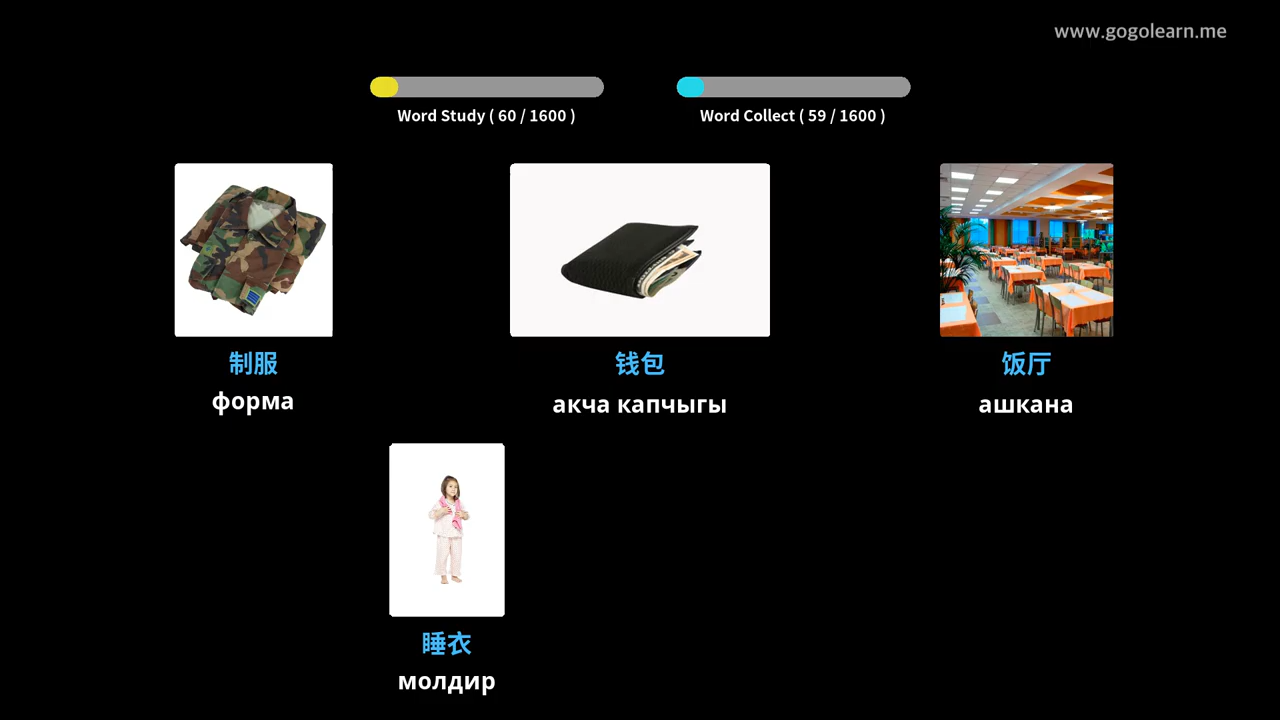 www.gogolearn.me
Word Study ( 60 / 1600 )
Word Collect ( 59 / 1600 )
制服
форма
钱包
акча капчыгы
饭厅
ашкана
睡衣
молдир